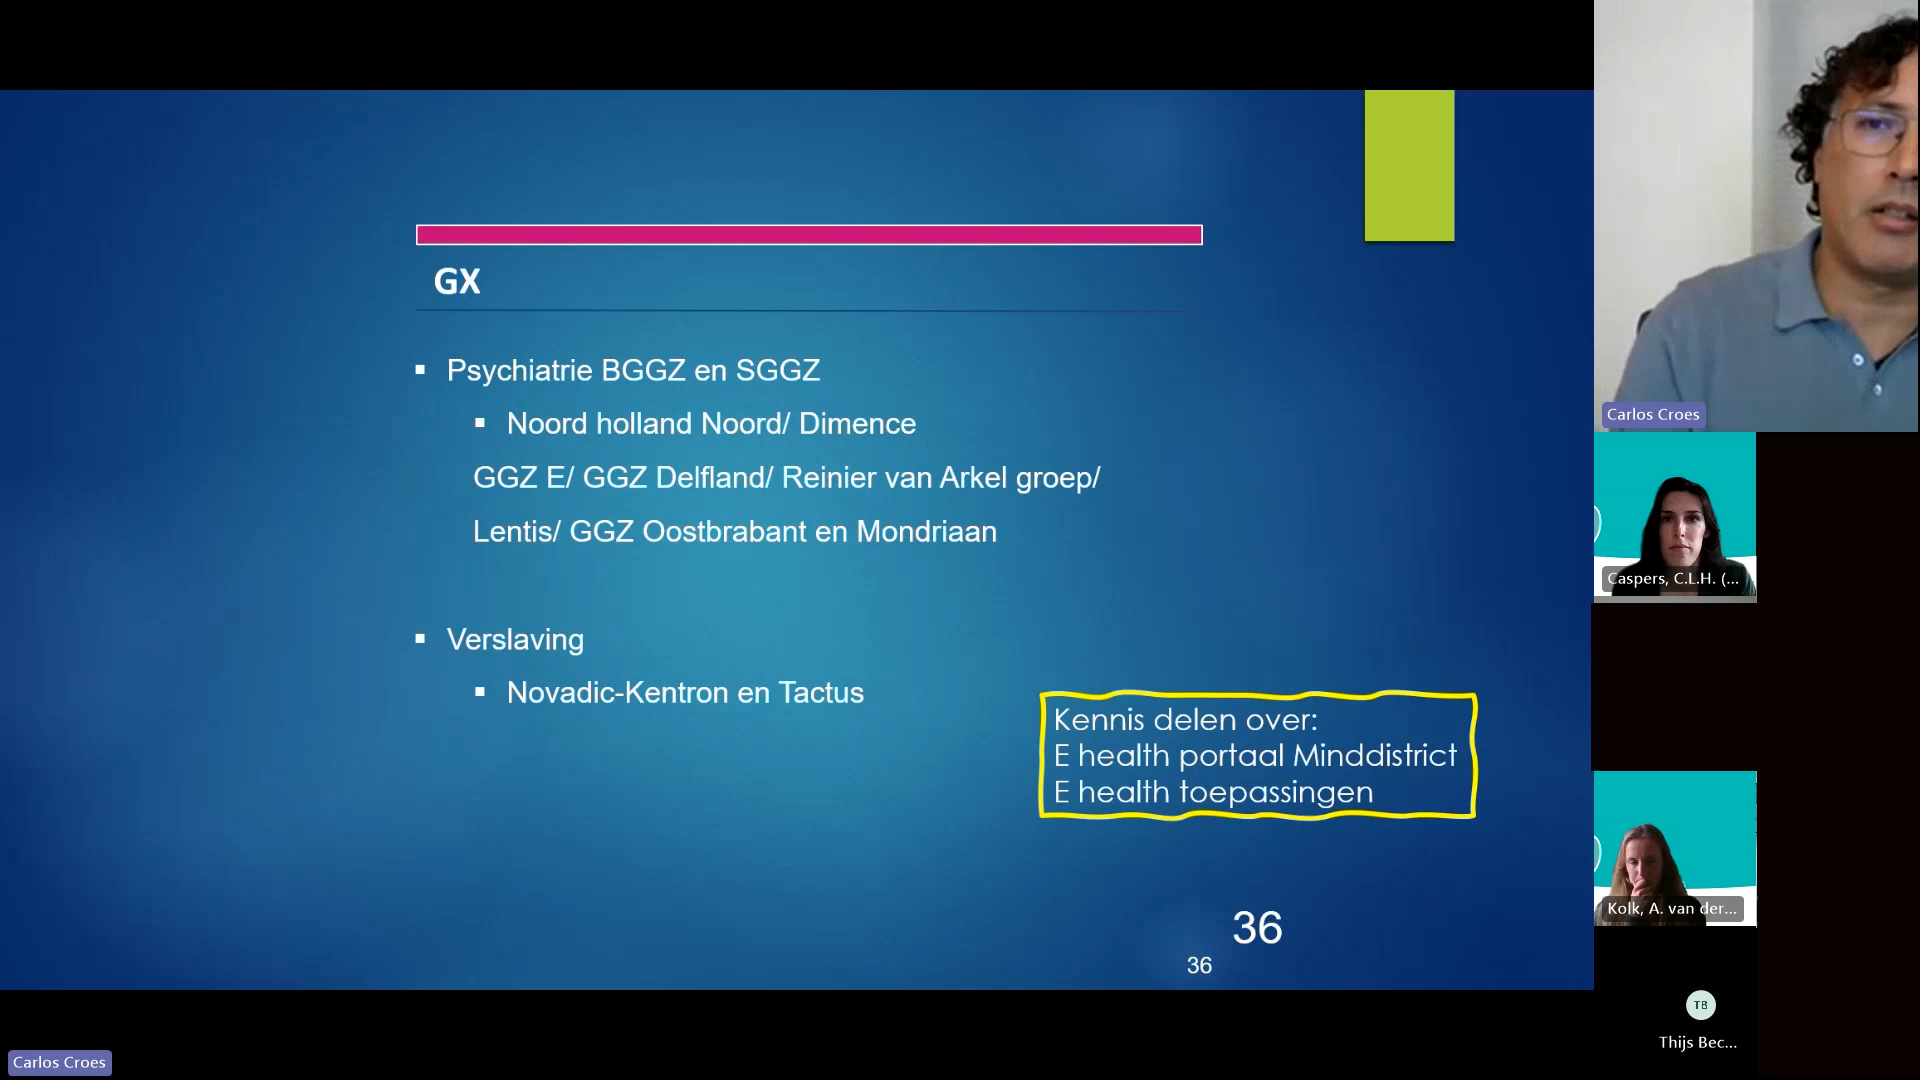 GX
Psychiatrie BGGZ en SGGZ
Noord holland Noord/ Dimence
GGZ E/ GGZ Delfland/ Reinier van Arkel groep/
Lentis/ GGZ Oostbrabant en Mondriaan
Verslaving
Novadic-Kentron en Tactus
Kennis delen over:
E health portaal Minddistrict
E health toepassingen
36
36
Carlos Croes
Carlos Croes
Caspers, C.L.H. (...
Kolk, A. van der...
TB
Thijs Bec...